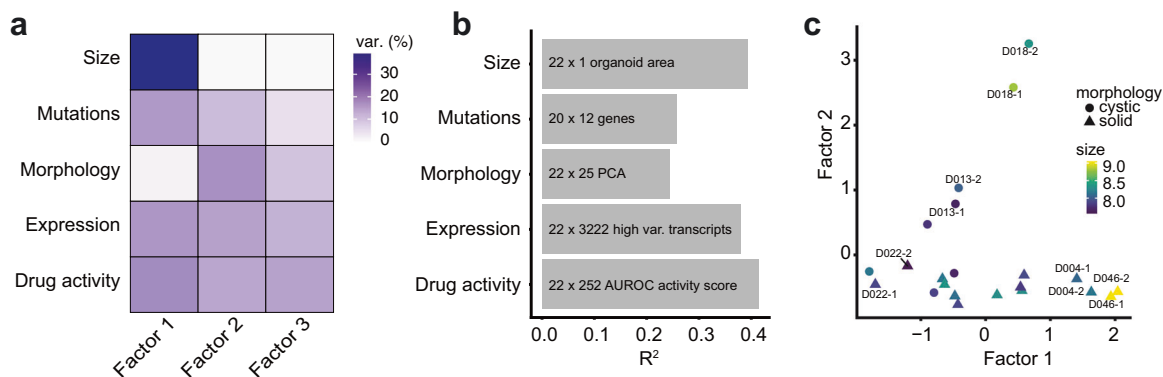 a
Size
Mutations
Morphology
Expression
Drug activity
Factor 1
Factor 2
Factor 3
var. (%)
30
20
10
0
b
Size
Mutations
Morphology
Expression
Drug activity
22 x 1 organoid area
20 x 12 genes
22 x 25 PCA
22 x 3222 high var. transcripts
22 x 252 AUROC activity score
0.0 0.1 0.2 0.3 0.4
R²
c
Factor 2
3
2
1
0
D018-2
D018-1
D013-2
D013-1
D022-2
D022-1
D004-1
D046-2
D004-2
D046-1
−1 0 1 2
Factor 1
morphology
cystic
solid
size
9.0
8.5
8.0